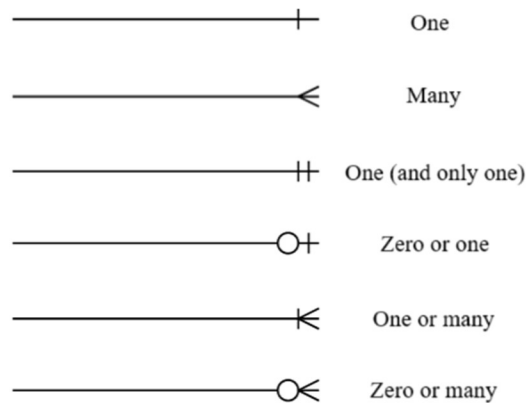 One
Many
One (and only one)
Zero or one
One or many
Zero or many